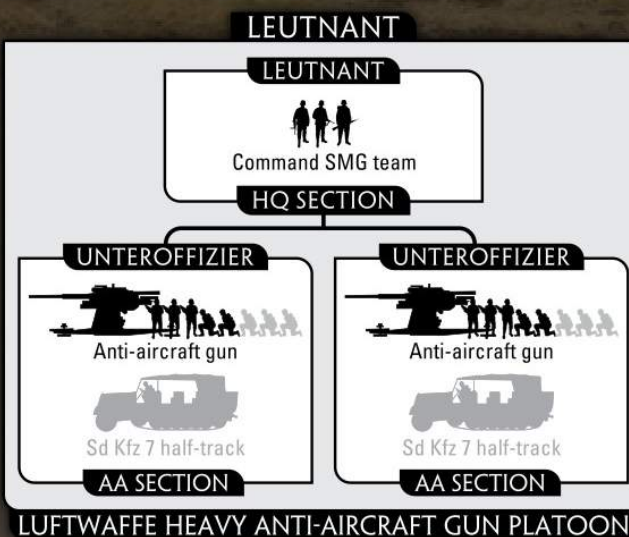 LEUTNANT
LEUTNANT
Command SMG team
HQ SECTION
UNTEROFFIZIER
Anti-aircraft gun
Sd Kfz 7 half-track
AA SECTION
UNTEROFFIZIER
Anti-aircraft gun
Sd Kfz 7 half-track
AA SECTION
LUFTWAFFE HEAVY ANTI-AIRCRAFT GUN PLATOON